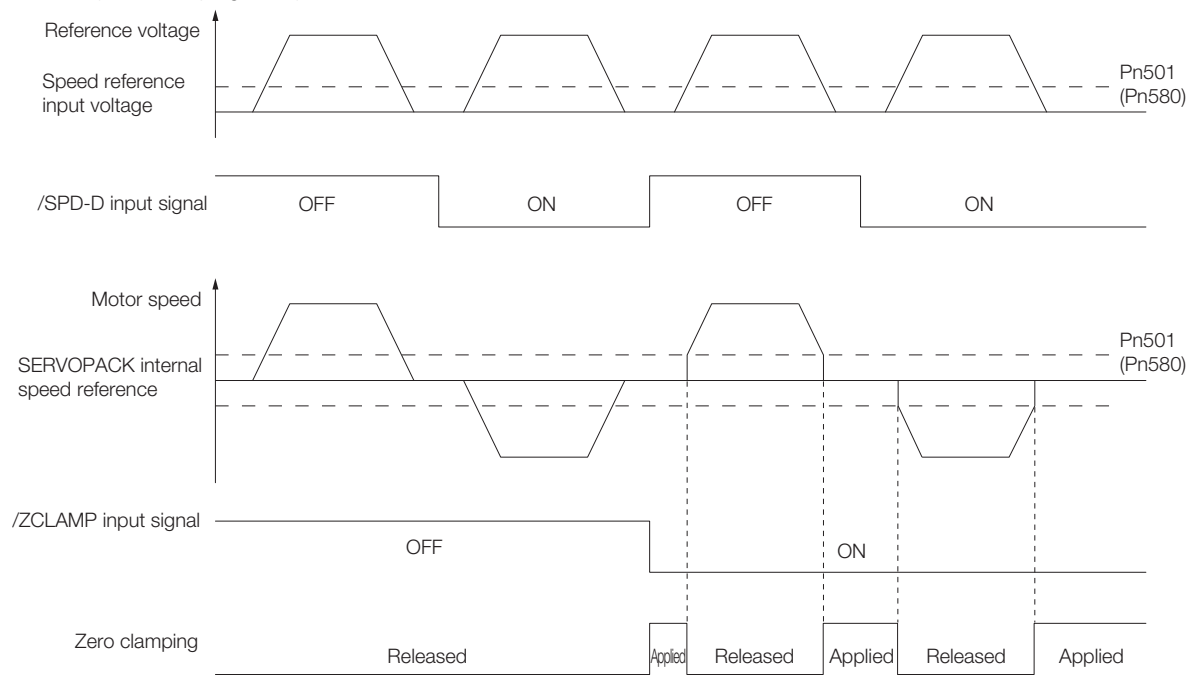 Reference voltage
Speed reference
input voltage
Pn501
(Pn580)
/SPD-D input signal
OFF
ON
OFF
ON
Motor speed
SERVOPACK internal
speed reference
Pn501
(Pn580)
/ZCLAMP input signal
OFF
ON
Zero clamping
Released
Applied
Released
Applied
Released
Applied